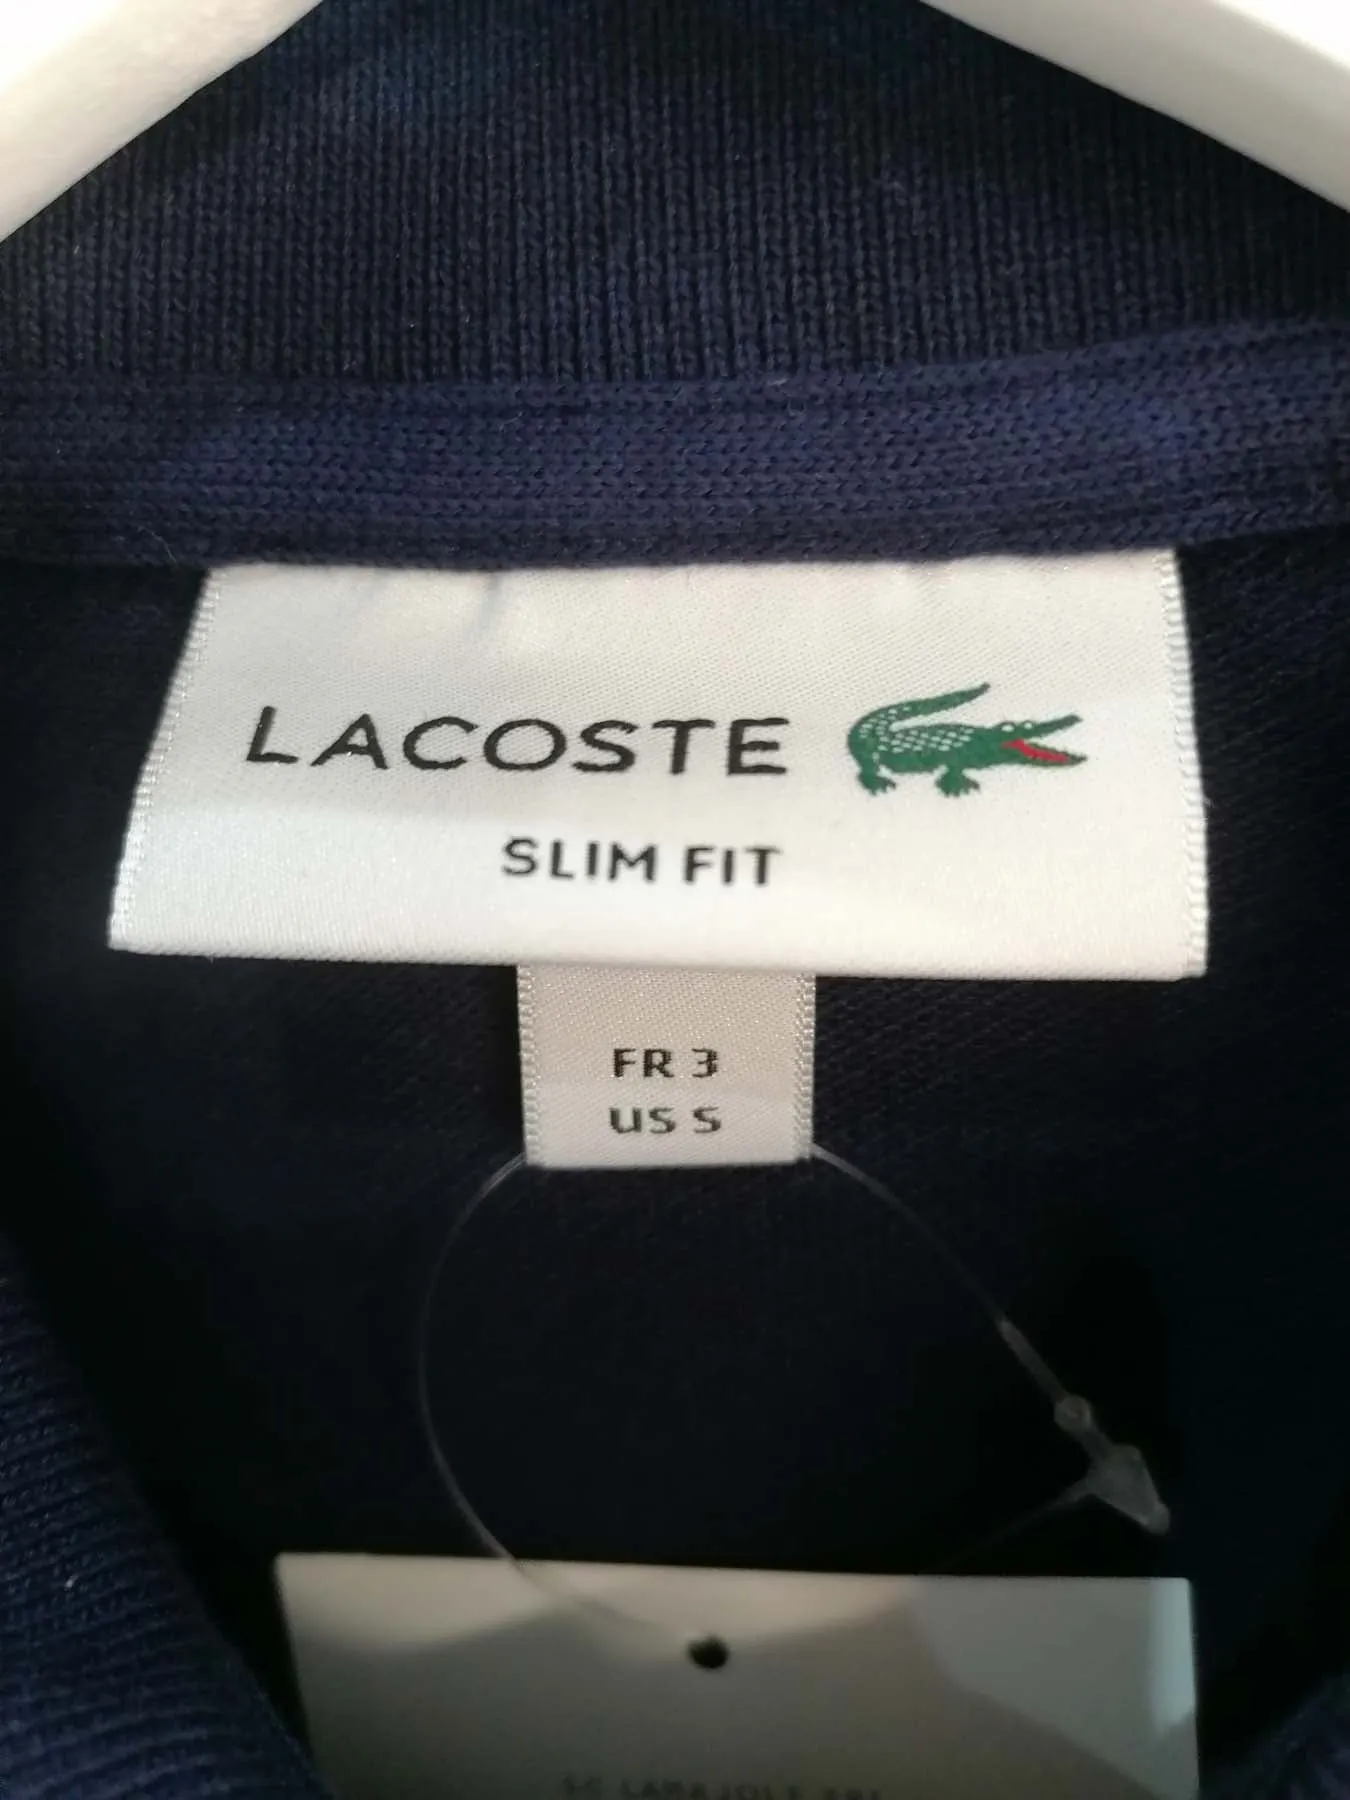 LACOSTE
SLIM FIT
FR 3
US S